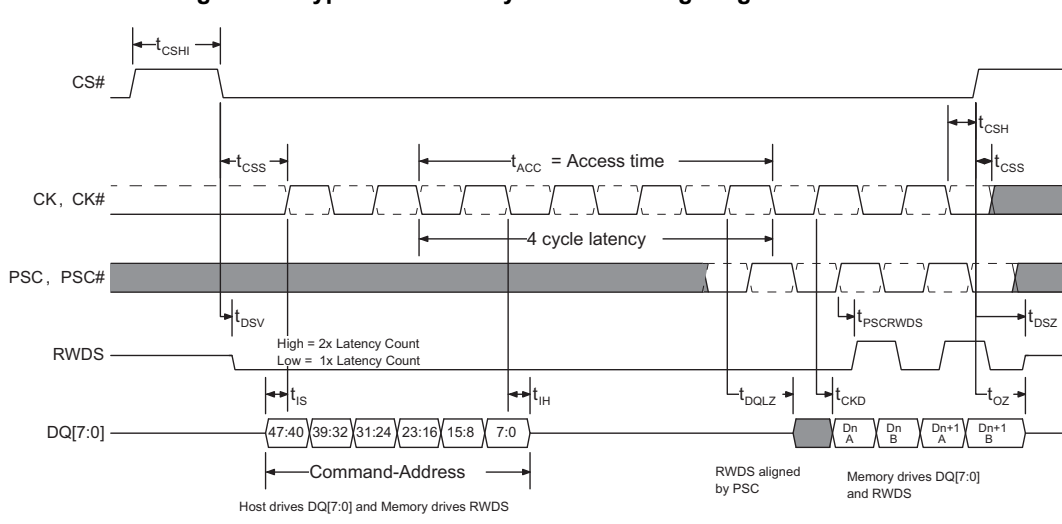 tCSHI
CS#
tCSH
tCSS
tACC = Access time
tCSS
CK, CK#
4 cycle latency
PSC, PSC#
tDSV
tPSCRWDS
tDSZ
High = 2x Latency Count
Low = 1x Latency Count
RWDS
tIS
tIH
tDQLZ
tCKD
tOZ
DQ[7:0]
47:40 39:32 31:24 23:16 15:8 7:0
Dn A
Dn B
Dn+1 A
Dn+1 B
Command-Address
RWDS aligned
by PSC
Memory drives DQ[7:0]
and RWDS
Host drives DQ[7:0] and Memory drives RWDS